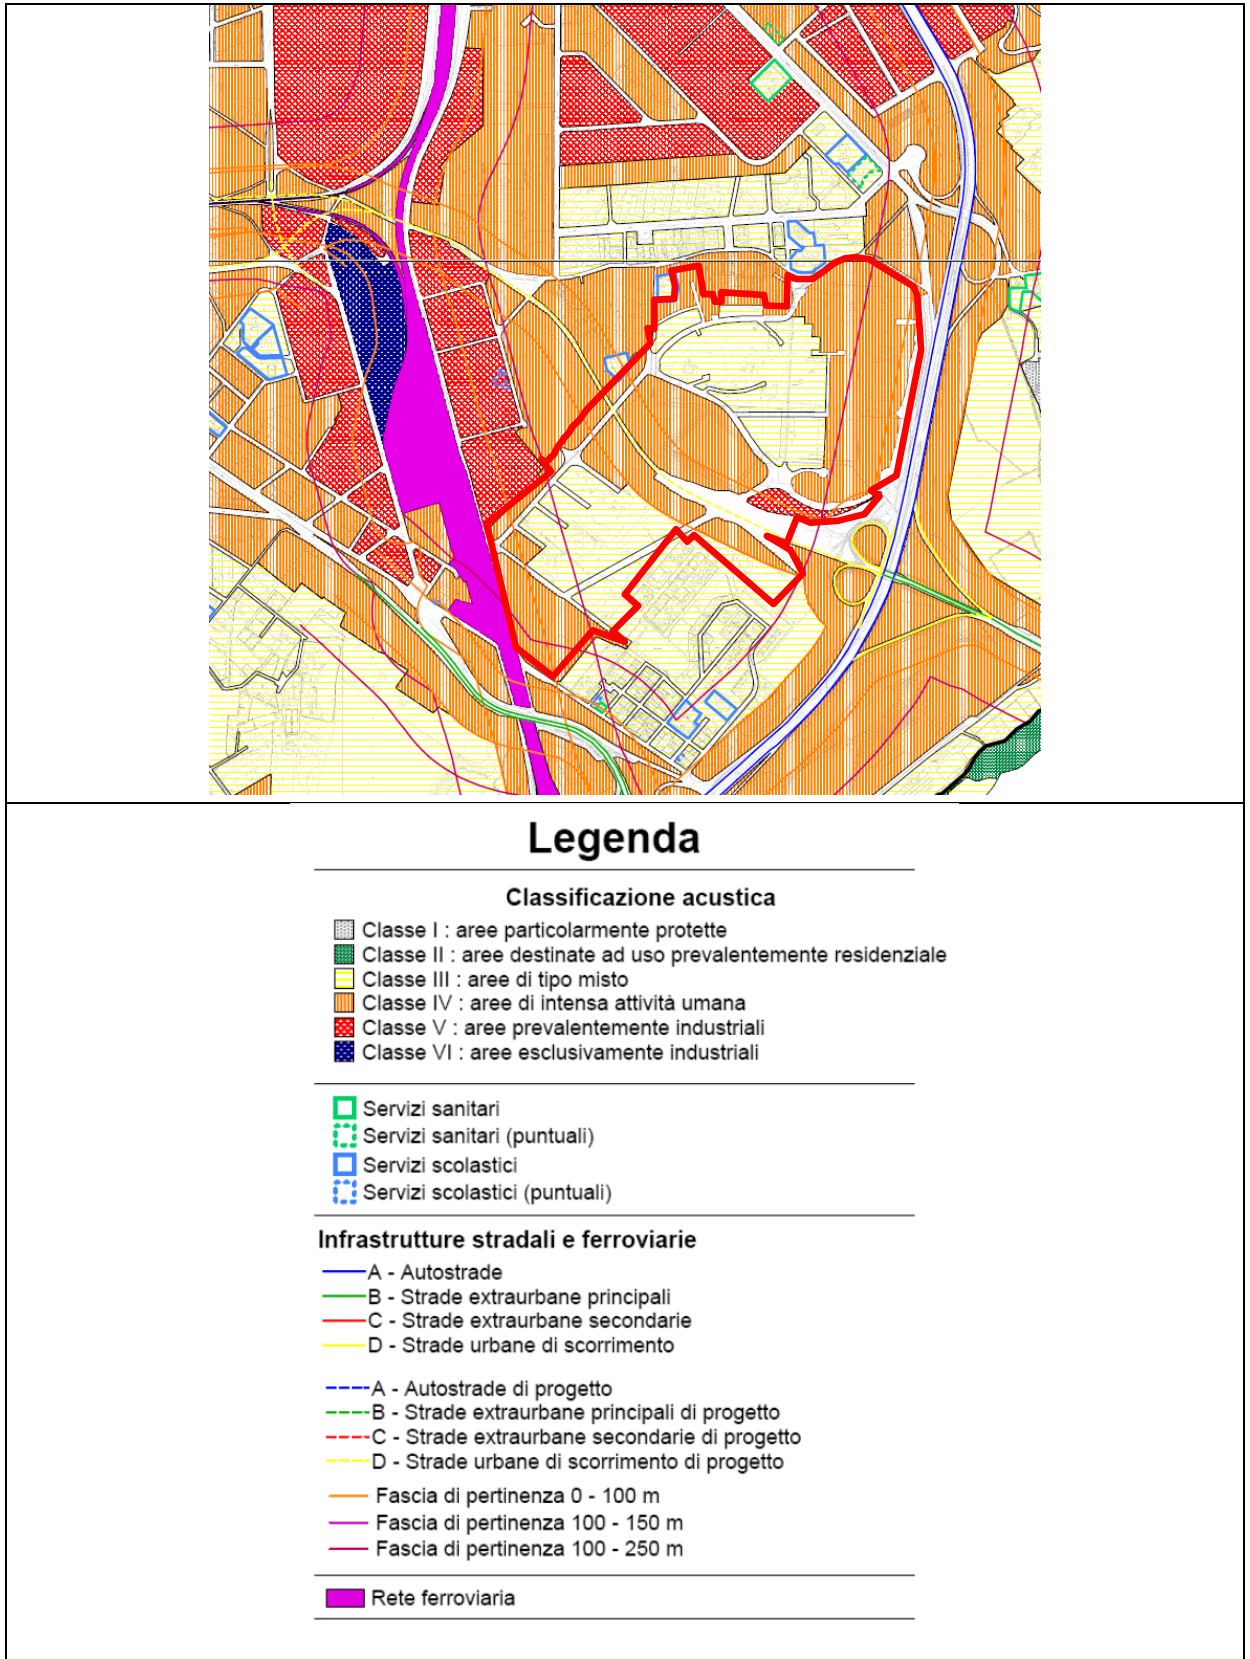 Legenda
Classificazione acustica
Classe I : aree particolarmente protette
Classe II : aree destinate ad uso prevalentemente residenziale
Classe III : aree di tipo misto
Classe IV : aree di intensa attività umana
Classe V : aree prevalentemente industriali
Classe VI : aree esclusivamente industriali
Servizi sanitari
Servizi sanitari (puntuali)
Servizi scolastici
Servizi scolastici (puntuali)
Infrastrutture stradali e ferroviarie
A - Autostrade
B - Strade extraurbane principali
C - Strade extraurbane secondarie
D - Strade urbane di scorrimento
A - Autostrade di progetto
B - Strade extraurbane principali di progetto
C - Strade extraurbane secondarie di progetto
D - Strade urbane di scorrimento di progetto
Fascia di pertinenza 0 - 100 m
Fascia di pertinenza 100 - 150 m
Fascia di pertinenza 100 - 250 m
Rete ferroviaria